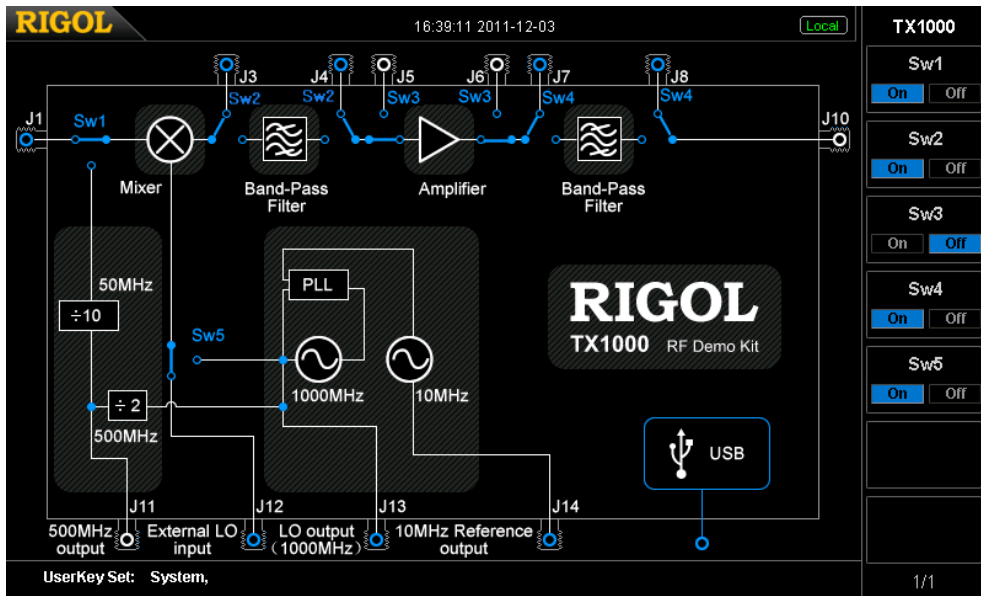 RIGOL
16:39:11 2011-12-03
Local
TX1000
J3
J4
J5
J6
J7
J8
Sw2
Sw2
Sw3
Sw3
Sw4
Sw4
J1
Sw1
J10
Mixer
Band-Pass
Filter
Amplifier
Band-Pass
Filter
50MHz
÷10
PLL
Sw5
1000MHz
10MHz
÷ 2
500MHz
RIGOL
TX1000 RF Demo Kit
USB
J11
J12
J13
J14
500MHz
output
External LO
input
LO output
(1000MHz)
10MHz Reference
output
UserKey Set: System,
Sw1
On Off
Sw2
On Off
Sw3
On Off
Sw4
On Off
Sw5
On Off
1/1